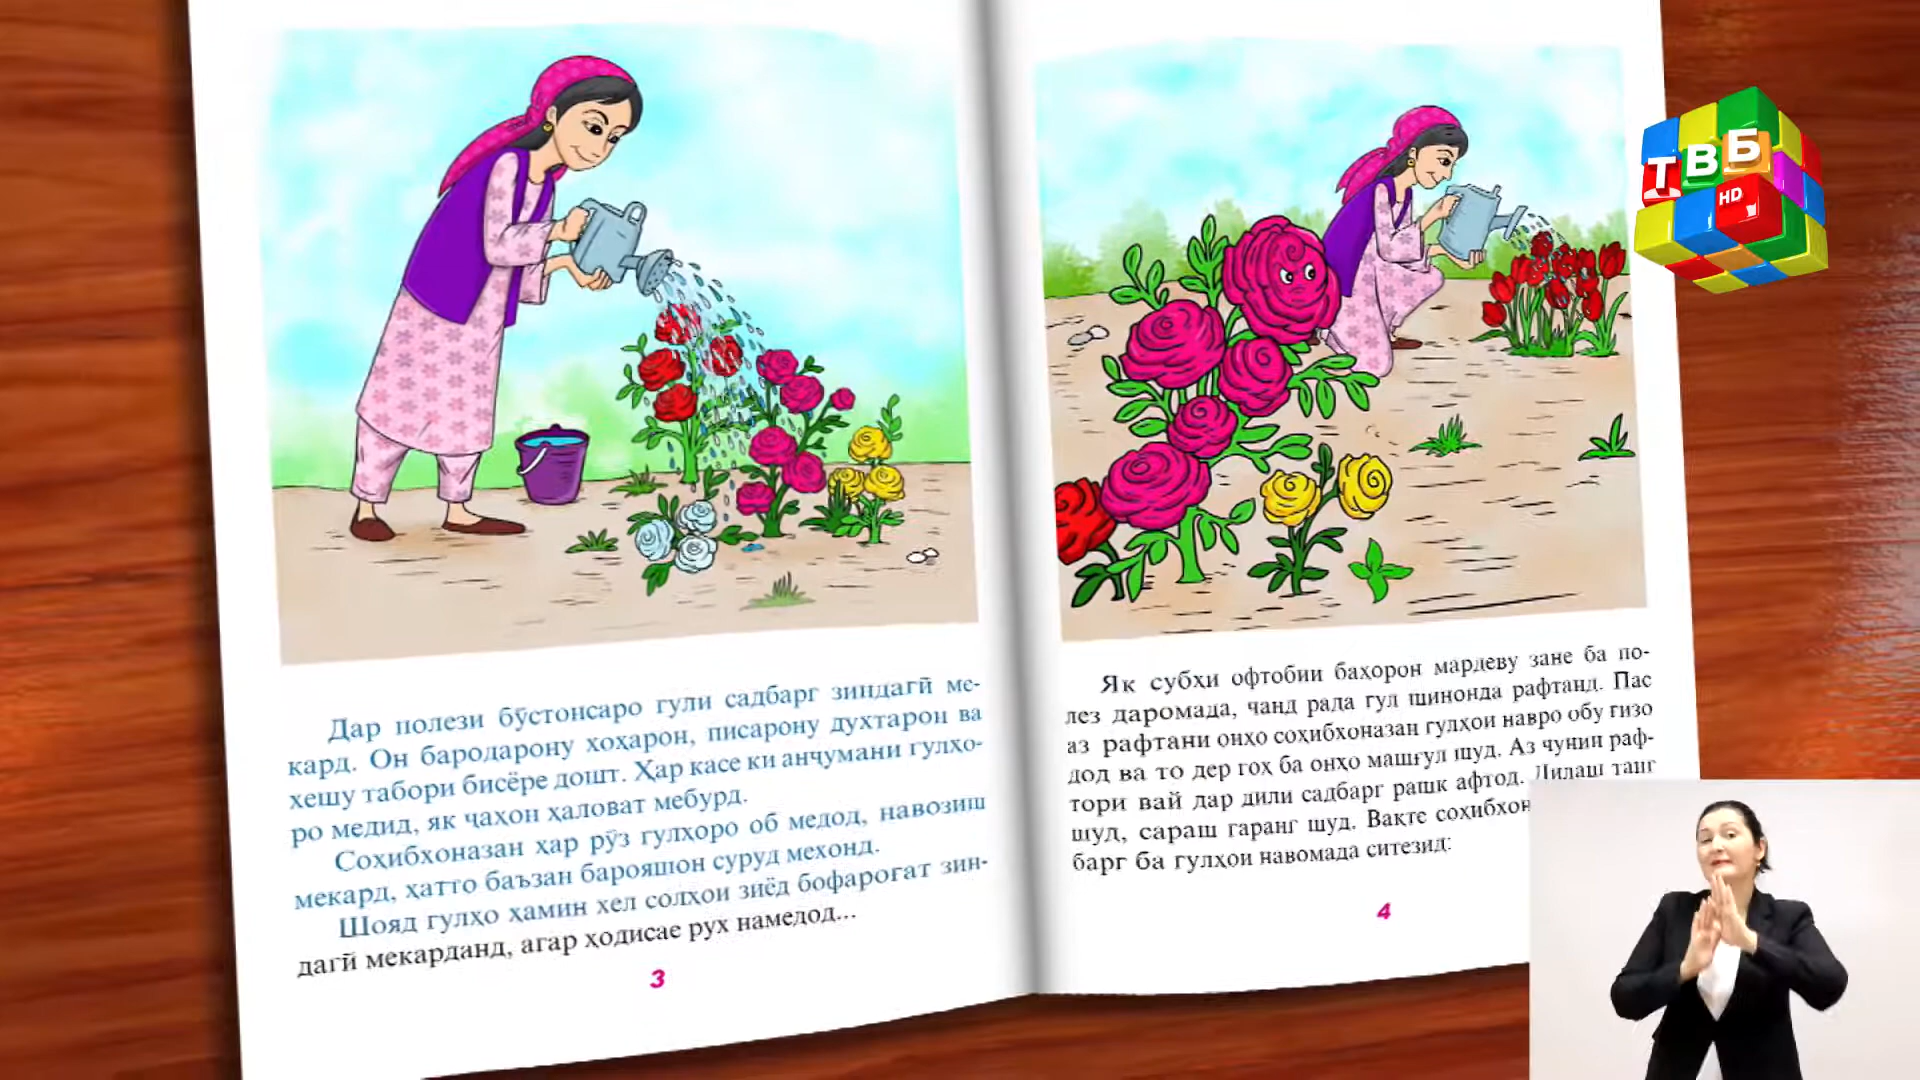 Дар полези бӯстонсаро гули садбарг зиндагӣ ме-
кард. Он бародарону хоҳарон, писарону духтарон ва
хешу табори бисёре дошт. Ҳар касе ки анҷумани гулҳо-
ро медид, як ҷаҳон ҳаловат мебурд.
Соҳибхоназан ҳар рӯз гулҳоро об медод, навозиш
мекард, ҳатто баъзан барояшон суруд мехонд.
Шояд гулҳо ҳамин хел солҳои зиёд бофароғат зин-
дагӣ мекарданд, агар ҳодисае рух намедод...
3
Як субҳи офтобии баҳорон мардеву зане ба по-
лез даромада, чанд рада гул шинонда рафтанд. Пас
аз рафтани онҳо соҳибхоназан гулҳои навро обу ғизо
дод ва то дер гоҳ ба онҳо машғул шуд. Аз чунин раф-
тори вай дар дили садбарг рашк афтод. Дилаш танг
шуд, сараш гаранг шуд. Вақте соҳибхон
барг ба гулҳои навомада ситезид:
4
ТВБ
HD